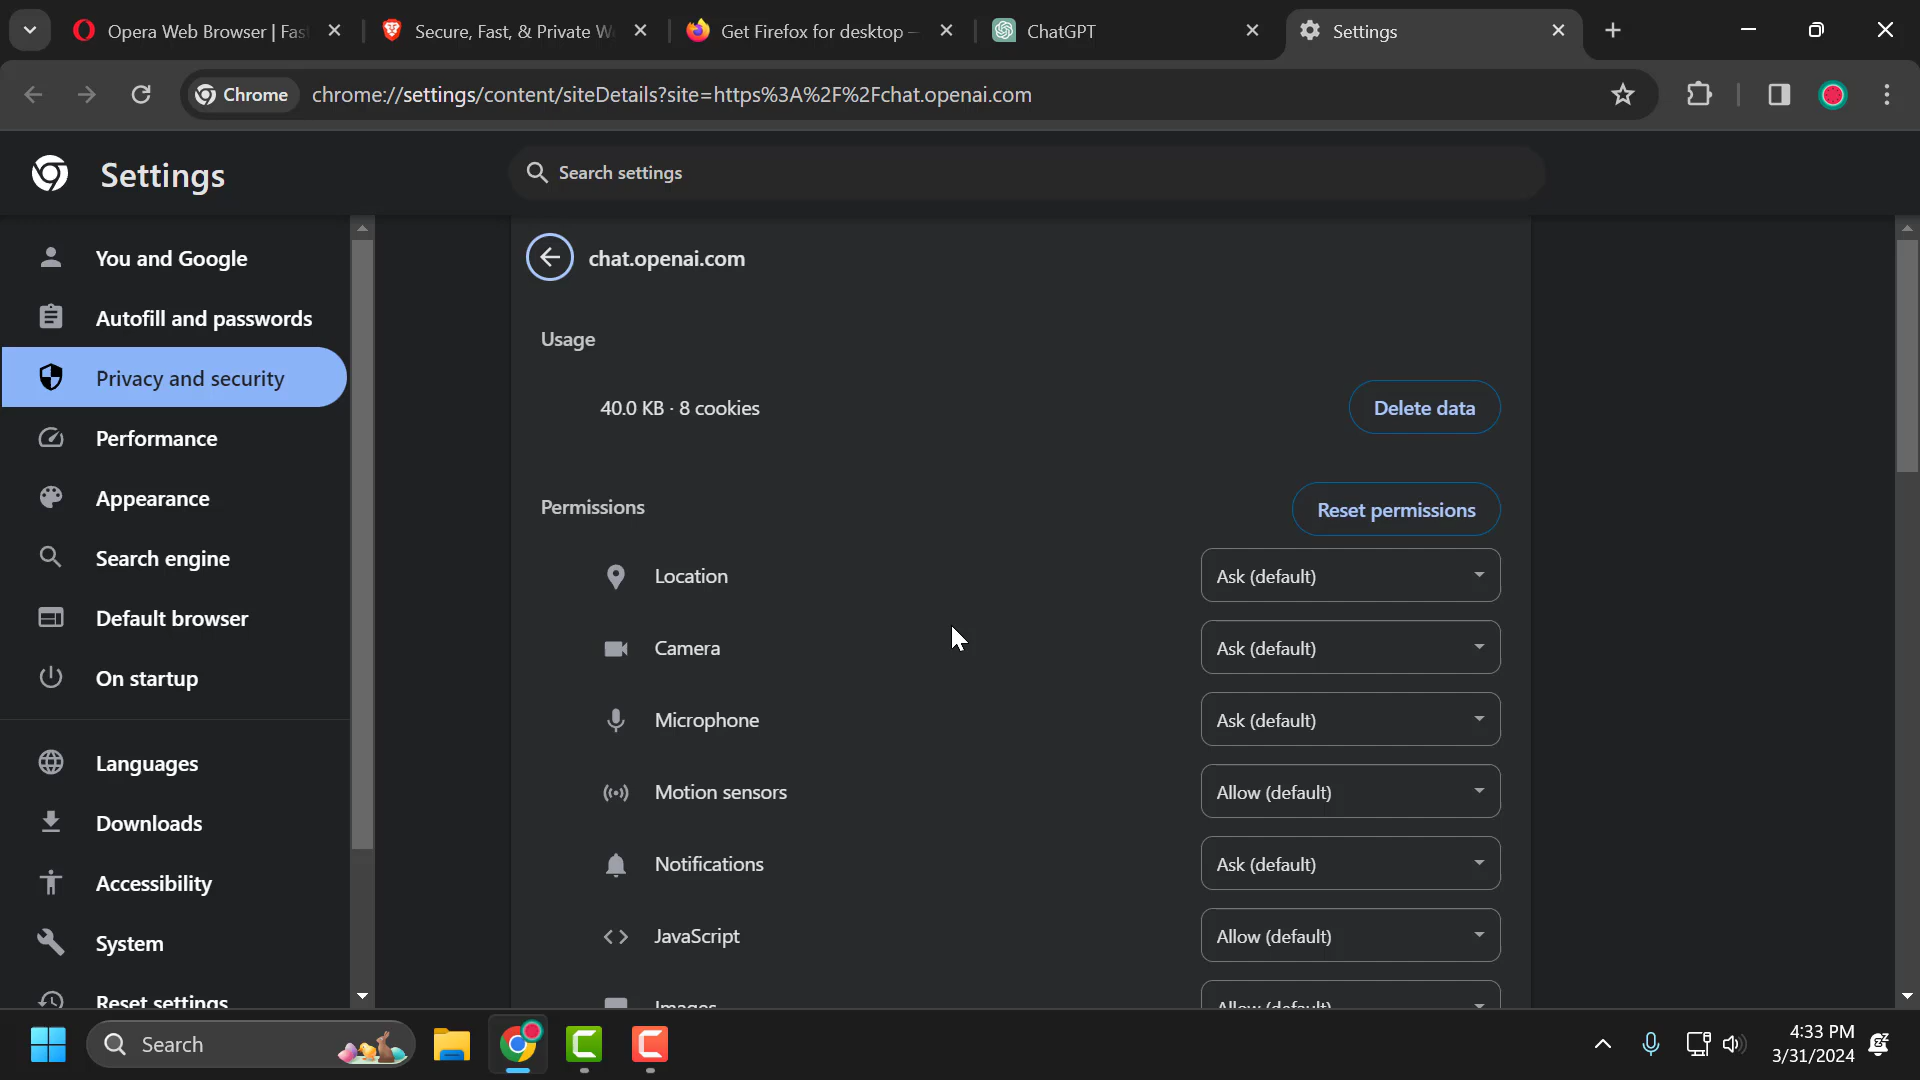 Opera Web Browser | Fas
Secure, Fast, & Private W
Get Firefox for desktop —
ChatGPT
Settings
Chrome
chrome://settings/content/siteDetails?site=https%3A%2F%2Fchat.openai.com
Settings
Search settings
You and Google
Autofill and passwords
Privacy and security
Performance
Appearance
Search engine
Default browser
On startup
Languages
Downloads
Accessibility
System
Reset settings
chat.openai.com
Usage
40.0 KB · 8 cookies
Delete data
Permissions
Reset permissions
Location
Ask (default)
Camera
Ask (default)
Microphone
Ask (default)
Motion sensors
Allow (default)
Notifications
Ask (default)
JavaScript
Allow (default)
Images
Allow (default)
Search
4:33 PM
3/31/2024